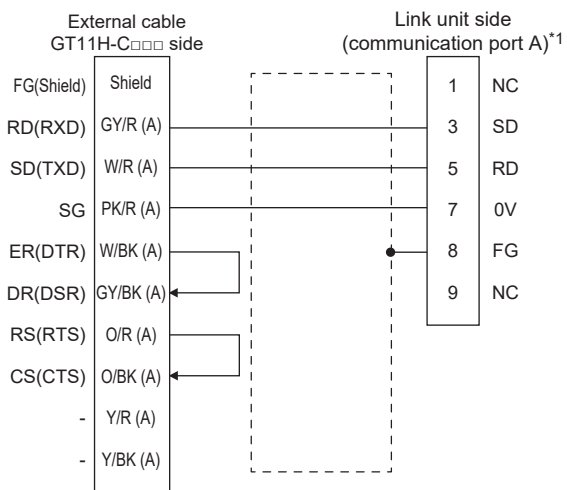 External cable
GT11H-C□□□ side
Link unit side
(communication port A)*1
FG(Shield) Shield 1 NC
RD(RXD) GY/R (A) 3 SD
SD(TXD) W/R (A) 5 RD
SG PK/R (A) 7 0V
ER(DTR) W/BK (A) 8 FG
DR(DSR) GY/BK (A) 9 NC
RS(RTS) O/R (A)
CS(CTS) O/BK (A)
- Y/R (A)
- Y/BK (A)